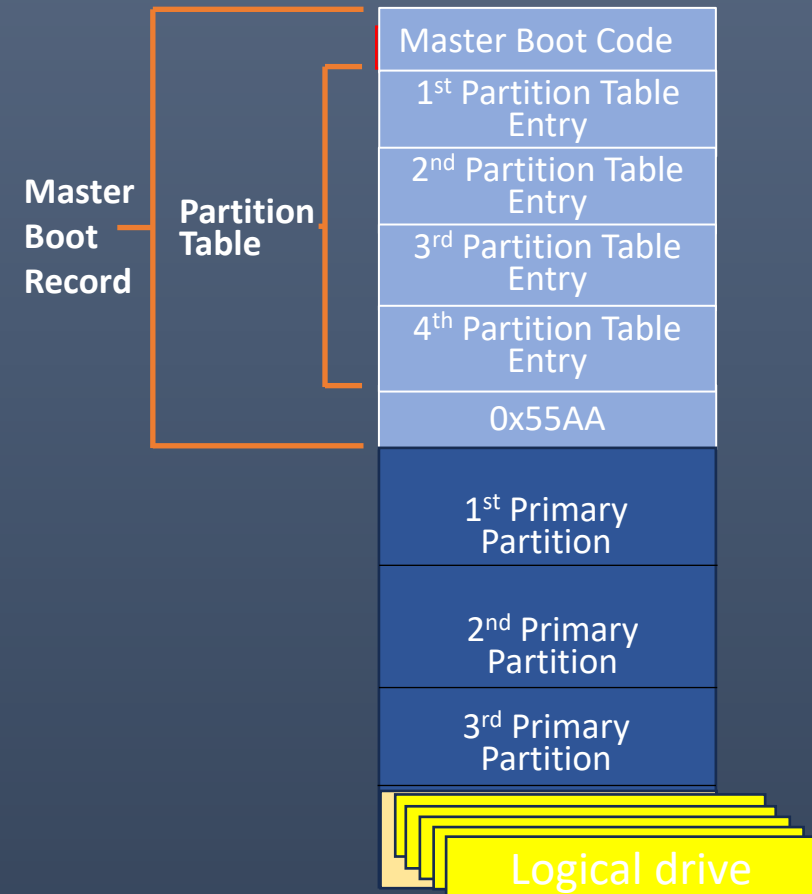 Master Boot Code
1st Partition Table
Entry
2nd Partition Table
Entry
3rd Partition Table
Entry
4th Partition Table
Entry
0x55AA
Master
Boot
Record
Partition
Table
1st Primary
Partition
2nd Primary
Partition
3rd Primary
Partition
Logical drive